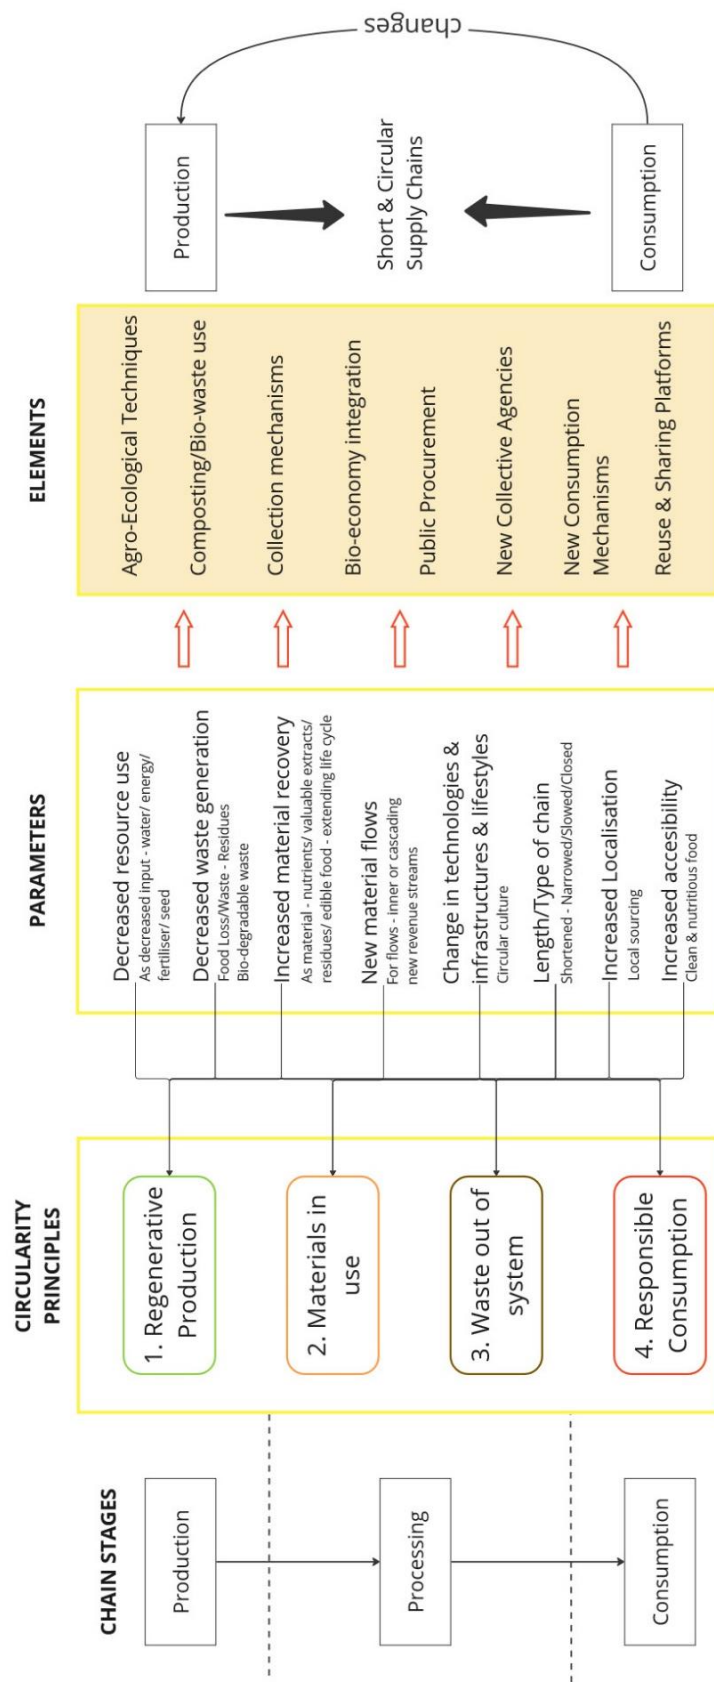 CHAIN STAGES
Production
Processing
Consumption
CIRCULARITY
PRINCIPLES
1. Regenerative
Production
2. Materials in
use
3. Waste out of
system
4. Responsible
Consumption
PARAMETERS
Decreased resource use
As decreased input - water/ energy/
fertiliser/ seed
Decreased waste generation
Food Loss/Waste - Residues
Bio-degradable waste
Increased material recovery
As material - nutrients/ valuable extracts/
residues/ edible food - extending life cycle
New material flows
For flows - inner or cascading
new revenue streams
Change in technologies &
infrastructures & lifestyles
Circular culture
Length/Type of chain
Shortened - Narrowed/Slowed/Closed
Increased Localisation
Local sourcing
Increased accesibility
Clean & nutritious food
ELEMENTS
Agro-Ecological Techniques
Composting/Bio-waste use
Collection mechanisms
Bio-economy integration
Public Procurement
New Collective Agencies
New Consumption
Mechanisms
Reuse & Sharing Platforms
Production
Short & Circular
Supply Chains
Consumption
changes